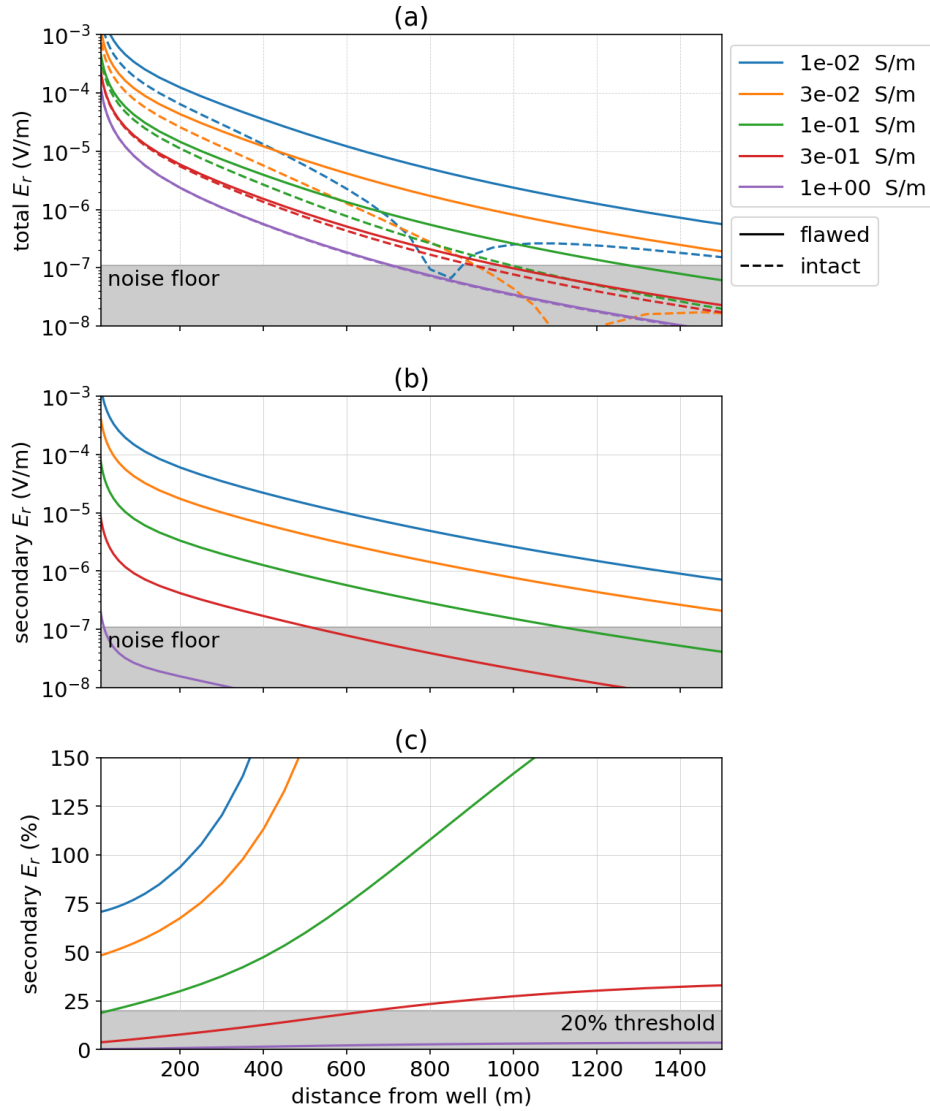 (a)
10⁻³
10⁻⁴
10⁻⁵
10⁻⁶
10⁻⁷
10⁻⁸
total Eᵣ (V/m)
noise floor
1e-02 S/m
3e-02 S/m
1e-01 S/m
3e-01 S/m
1e+00 S/m
flawed
intact
(b)
10⁻³
10⁻⁴
10⁻⁵
10⁻⁶
10⁻⁷
10⁻⁸
secondary Eᵣ (V/m)
noise floor
(c)
150
125
100
75
50
25
0
secondary Eᵣ (%)
20% threshold
200 400 600 800 1000 1200 1400
distance from well (m)